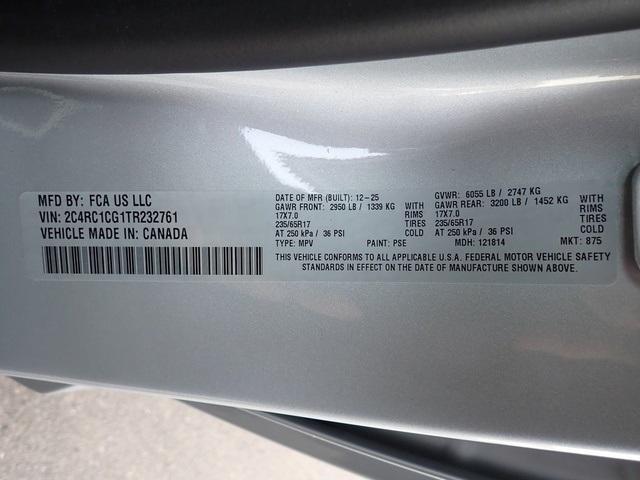 MFD BY: FCA US LLC
VIN: 2C4RC1CG1TR232761
VEHICLE MADE IN: CANADA
DATE OF MFR (BUILT): 12-25
GAWR FRONT: 2950 LB / 1339 KG WITH
17X7.0 RIMS
235/65R17 TIRES
AT 250 kPa / 36 PSI COLD
TYPE: MPV PAINT: PSE
GVWR: 6055 LB / 2747 KG
GAWR REAR: 3200 LB / 1452 KG WITH
17X7.0 RIMS
235/65R17 TIRES
AT 250 kPa / 36 PSI COLD
MDH: 121814 MKT: 875
THIS VEHICLE CONFORMS TO ALL APPLICABLE U.S.A. FEDERAL MOTOR VEHICLE SAFETY
STANDARDS IN EFFECT ON THE DATE OF MANUFACTURE SHOWN ABOVE.